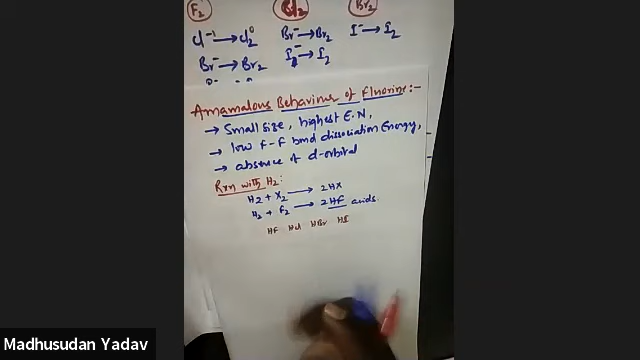 F2 Cl2 Br2
Cl⁻¹ → Cl2⁰ Br⁻ → Br2 I⁻ → I2
Br⁻ → Br2 I⁻ → I2
Anamalous Behaviour of Fluorine:-
→ Small size, highest E.N,
→ low F-F bond dissociation Energy,
→ absence of d-orbital
Rxn with H2:
H2 + X2 → 2HX
H2 + F2 → 2HF acids.
HF HCl HBr HI
Madhusudan Yadav